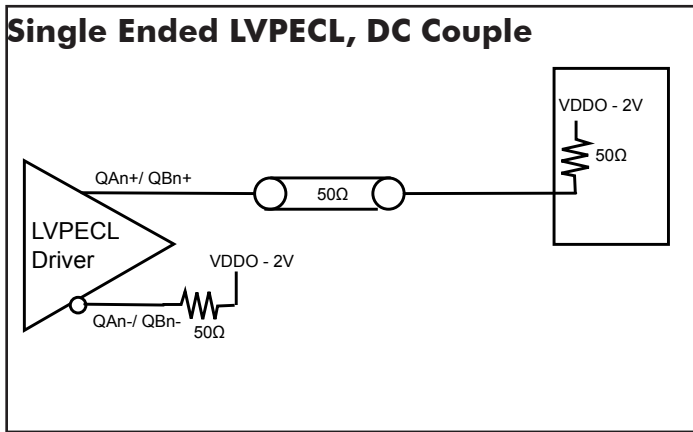 Single Ended LVPECL, DC Couple
VDDO - 2V
50Ω
QAn+/ QBn+
50Ω
LVPECL
Driver
VDDO - 2V
QAn-/ QBn-
50Ω